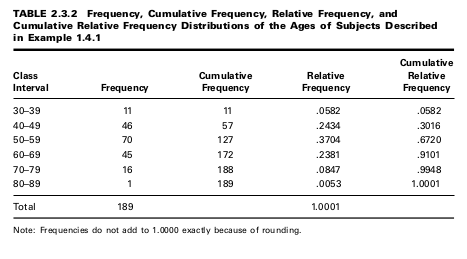 TABLE 2.3.2 Frequency, Cumulative Frequency, Relative Frequency, and
Cumulative Relative Frequency Distributions of the Ages of Subjects Described
in Example 1.4.1
Class Interval Frequency Cumulative Frequency Relative Frequency Cumulative Relative Frequency
30–39 11 11 .0582 .0582
40–49 46 57 .2434 .3016
50–59 70 127 .3704 .6720
60–69 45 172 .2381 .9101
70–79 16 188 .0847 .9948
80–89 1 189 .0053 1.0001
Total 189 1.0001
Note: Frequencies do not add to 1.0000 exactly because of rounding.